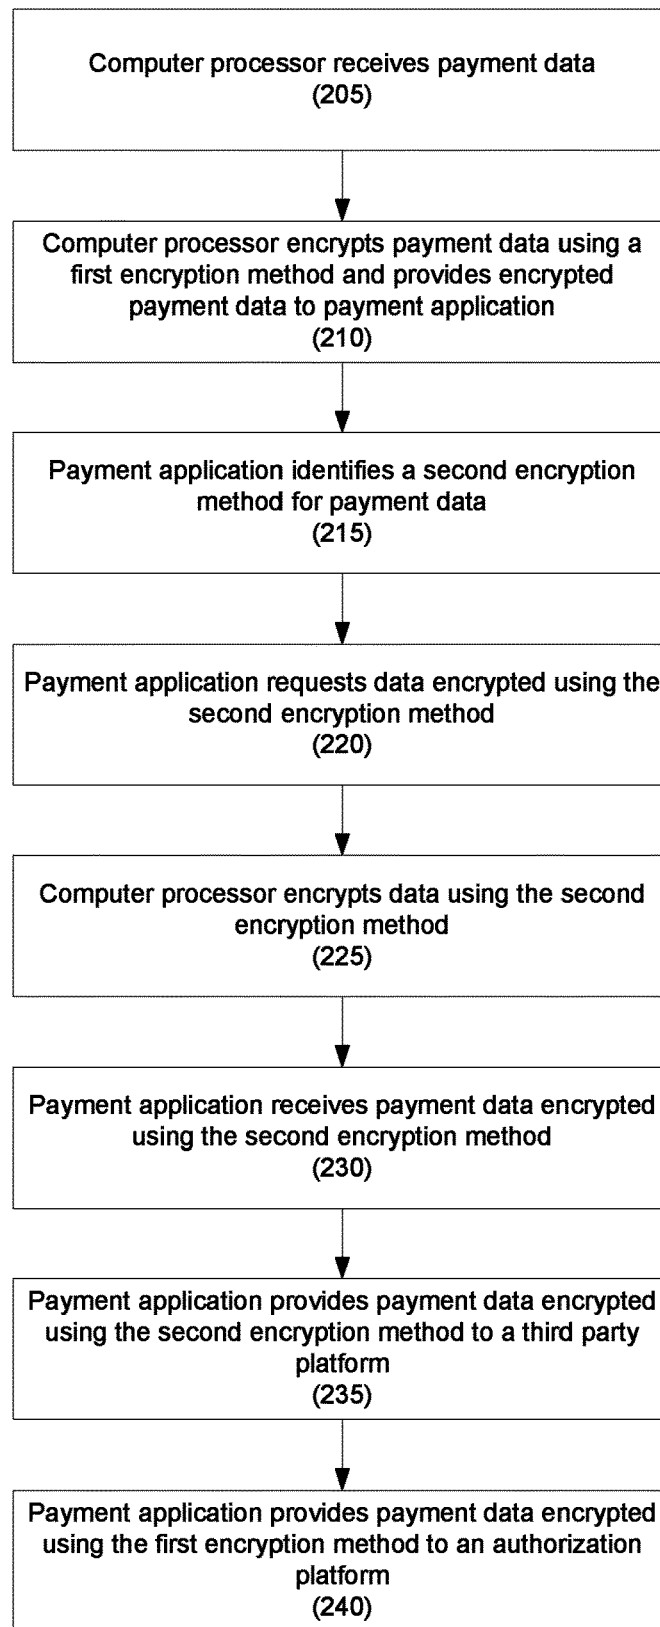 Computer processor receives payment data
(205)
Computer processor encrypts payment data using a
first encryption method and provides encrypted
payment data to payment application
(210)
Payment application identifies a second encryption
method for payment data
(215)
Payment application requests data encrypted using the
second encryption method
(220)
Computer processor encrypts data using the second
encryption method
(225)
Payment application receives payment data encrypted
using the second encryption method
(230)
Payment application provides payment data encrypted
using the second encryption method to a third party
platform
(235)
Payment application provides payment data encrypted
using the first encryption method to an authorization
platform
(240)